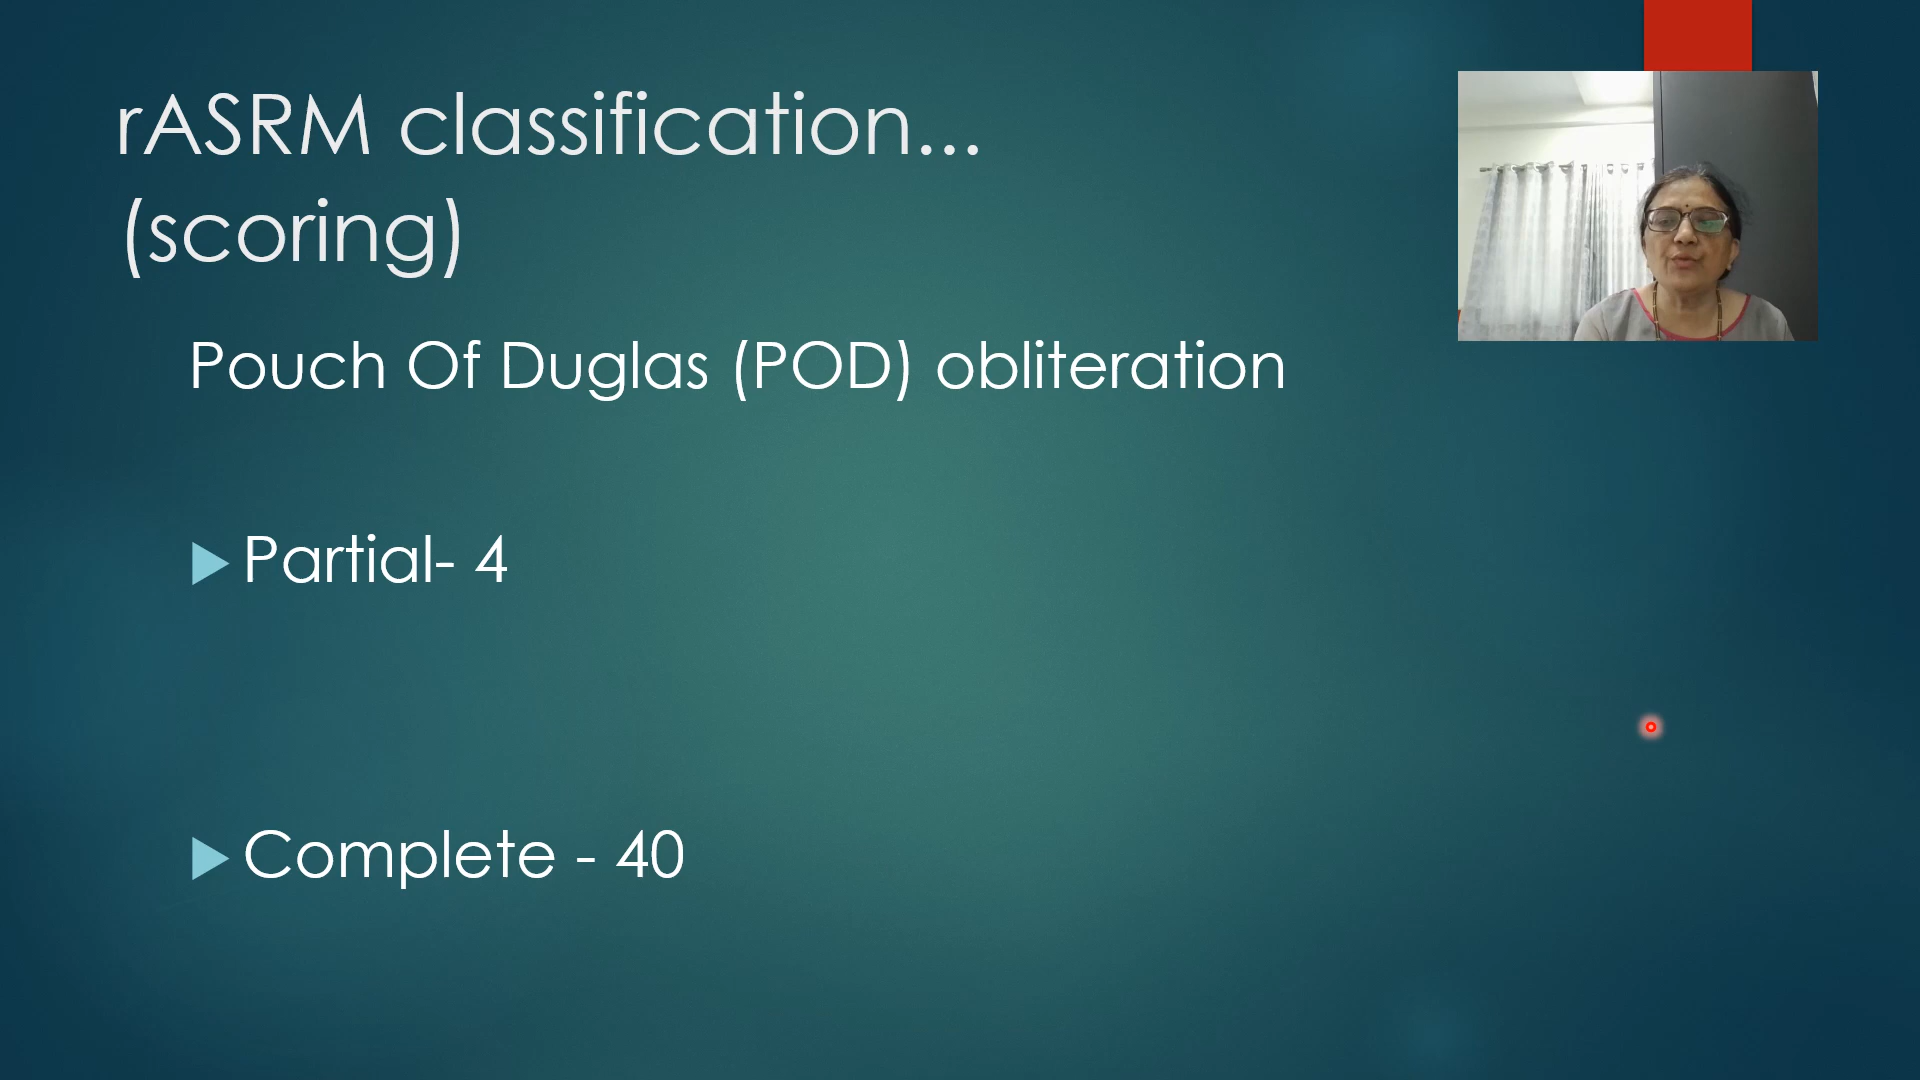 rASRM classification...
(scoring)
Pouch Of Duglas (POD) obliteration
Partial- 4
Complete - 40